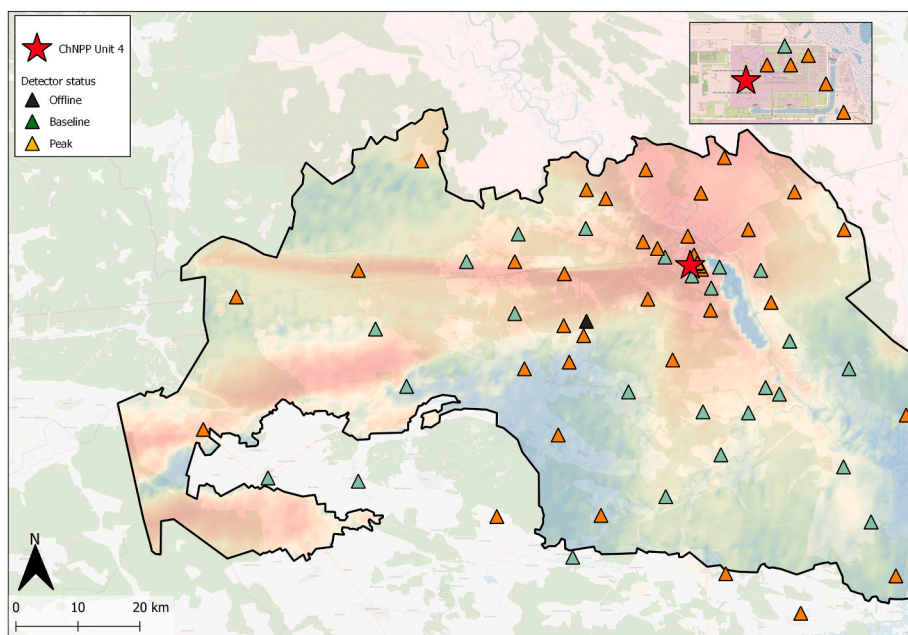 ChNPP Unit 4
Detector status
Offline
Baseline
Peak
N
0 10 20 km